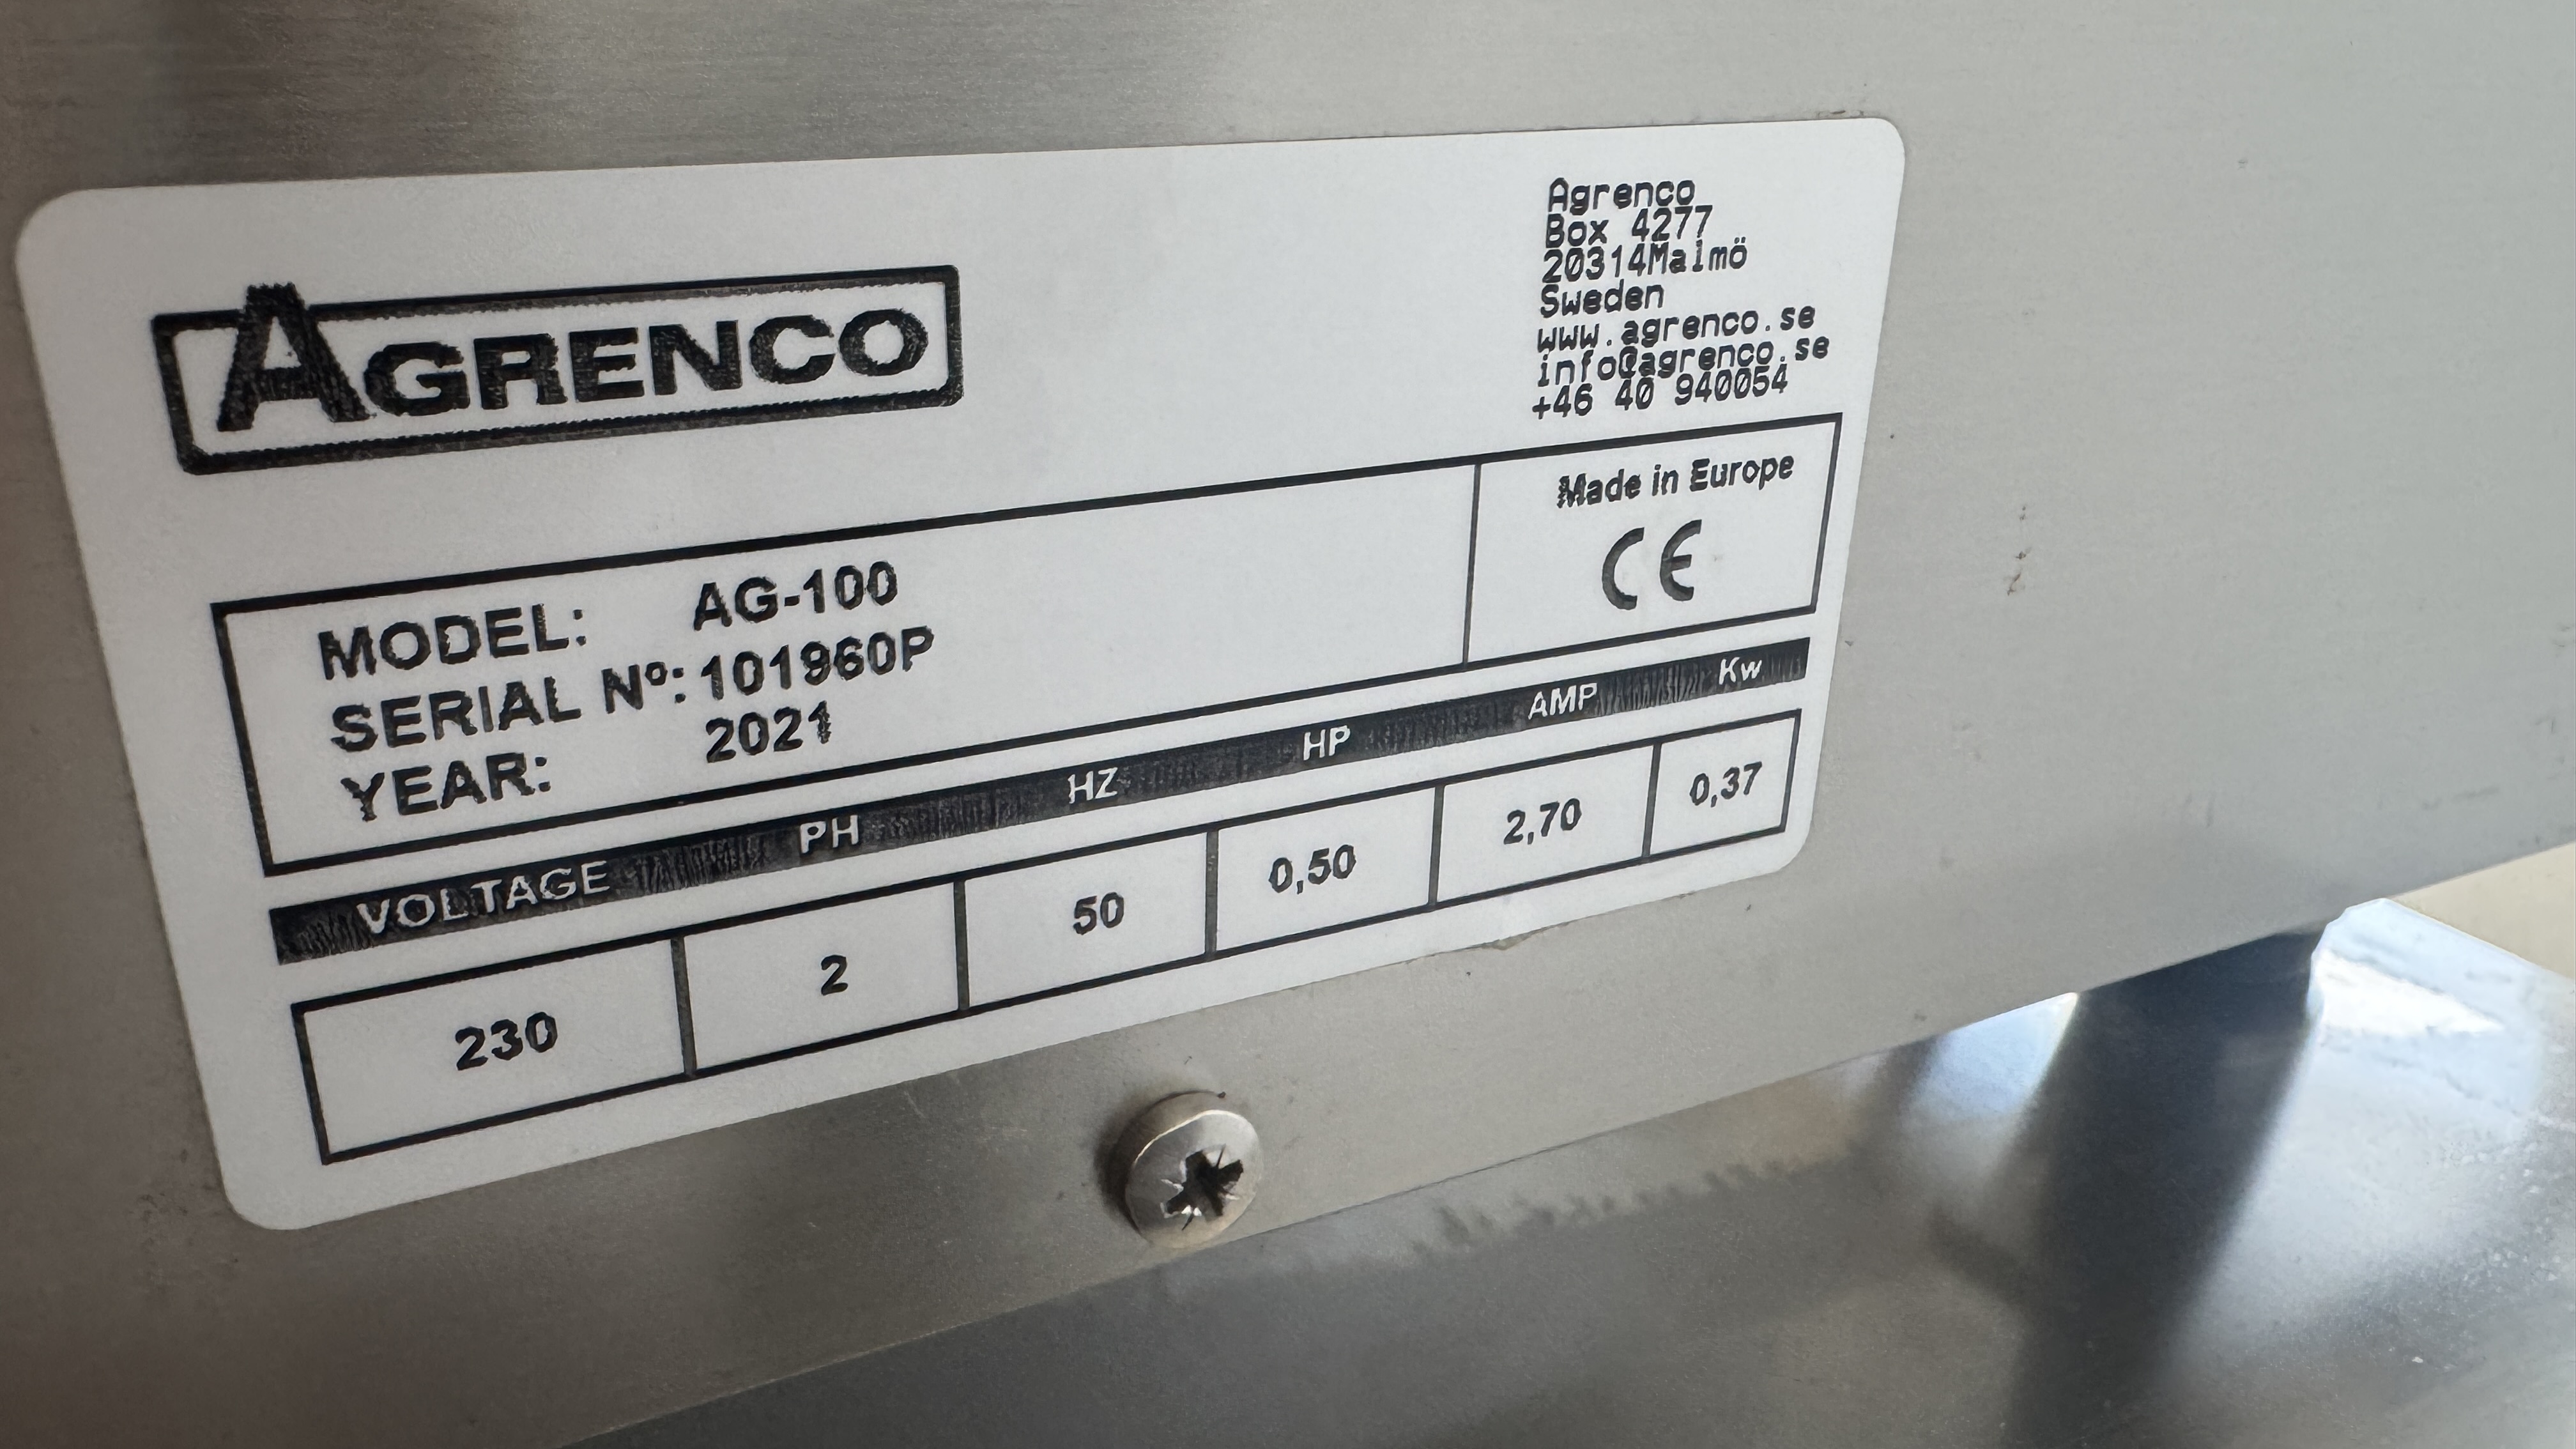 AGRENCO
Agrenco
Box 4277
20314Malmö
Sweden
www.agrenco.se
info@agrenco.se
+46 40 940054
Made in Europe
CE
MODEL: AG-100
SERIAL Nº: 101960P
YEAR: 2021
VOLTAGE PH HZ HP AMP Kw
230 2 50 0,50 2,70 0,37